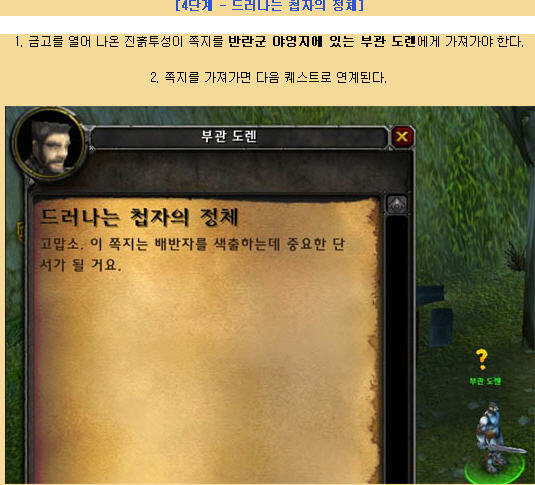 [4단계 - 드러나는 첩자의 정체]
1. 금고를 열어 나온 진흙투성이 쪽지를 반란군 야영지에 있는 부관 도렌에게 가져가야 한다.
2. 쪽지를 가져가면 다음 퀘스트로 연계된다.
부관 도렌
드러나는 첩자의 정체
고맙소. 이 쪽지는 배반자를 색출하는데 중요한 단
서가 될 거요.
?
부관 도렌